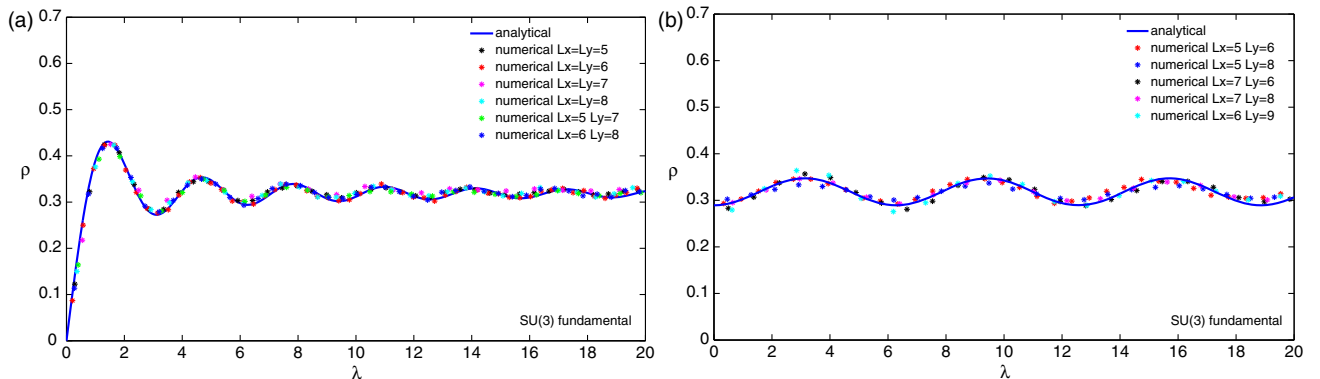 (a)
0.7
0.6
0.5
0.4
0.3
0.2
0.1
0
ρ
analytical
numerical Lx=Ly=5
numerical Lx=Ly=6
numerical Lx=Ly=7
numerical Lx=Ly=8
numerical Lx=5 Ly=7
numerical Lx=6 Ly=8
SU(3) fundamental
0 2 4 6 8 10 12 14 16 18 20
λ
(b)
0.7
0.6
0.5
0.4
0.3
0.2
0.1
0
ρ
analytical
numerical Lx=5 Ly=6
numerical Lx=5 Ly=8
numerical Lx=7 Ly=6
numerical Lx=7 Ly=8
numerical Lx=6 Ly=9
SU(3) fundamental
0 2 4 6 8 10 12 14 16 18 20
λ